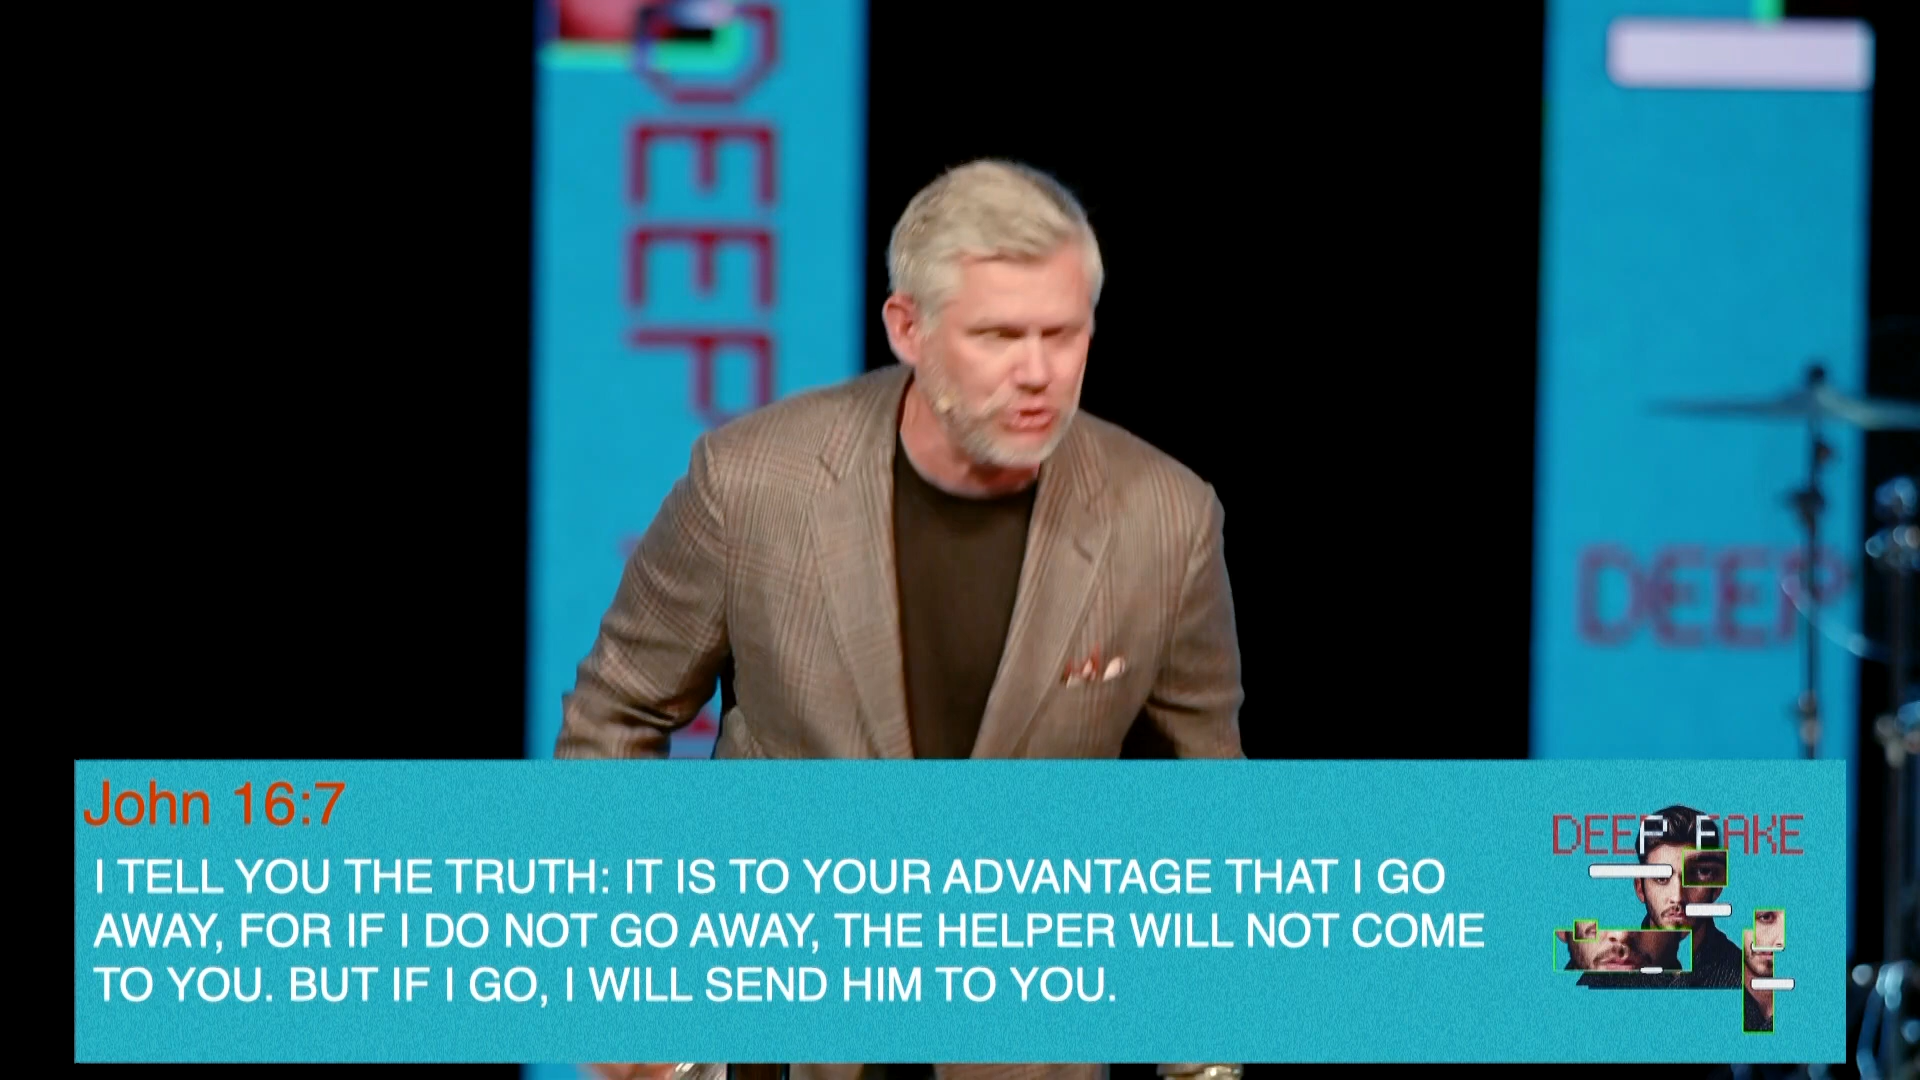 DEEP
DEEP
John 16:7
I TELL YOU THE TRUTH: IT IS TO YOUR ADVANTAGE THAT I GO
AWAY, FOR IF I DO NOT GO AWAY, THE HELPER WILL NOT COME
TO YOU. BUT IF I GO, I WILL SEND HIM TO YOU.
DEEP FAKE